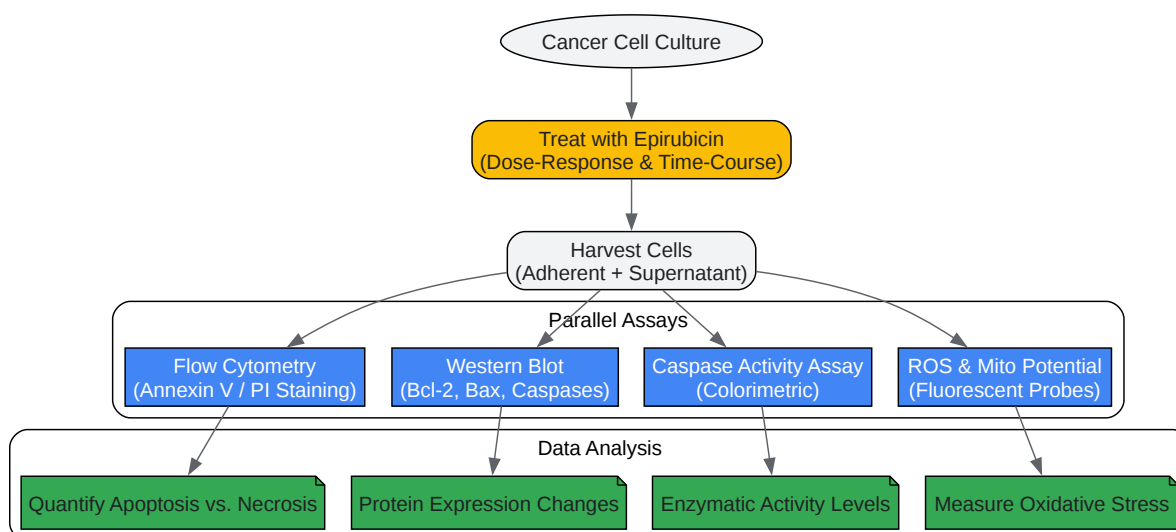 Cancer Cell Culture
Treat with Epirubicin
(Dose-Response & Time-Course)
Harvest Cells
(Adherent + Supernatant)
Parallel Assays
Flow Cytometry
(Annexin V / PI Staining)
Western Blot
(Bcl-2, Bax, Caspases)
Caspase Activity Assay
(Colorimetric)
ROS & Mito Potential
(Fluorescent Probes)
Data Analysis
Quantify Apoptosis vs. Necrosis
Protein Expression Changes
Enzymatic Activity Levels
Measure Oxidative Stress